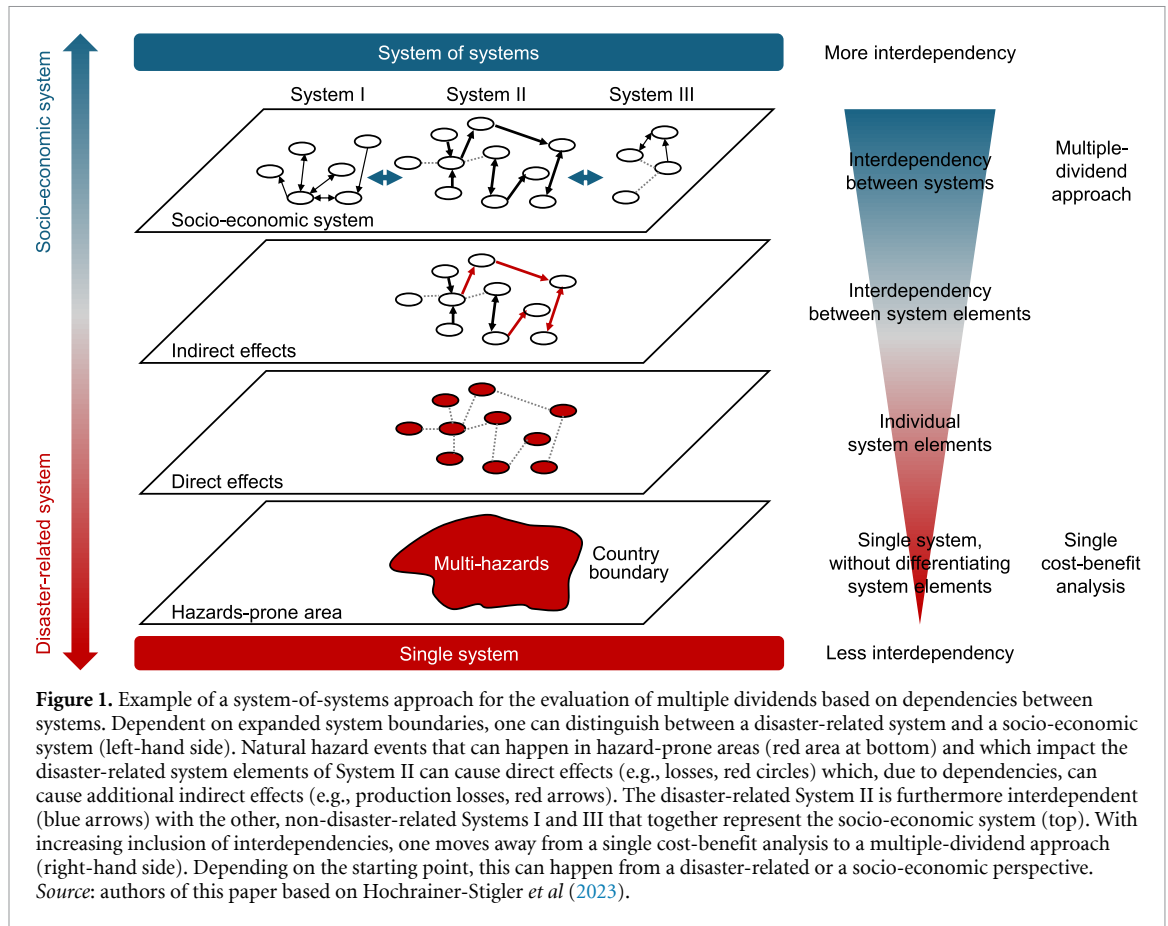 Socio-economic system
Disaster-related system
System of systems
More interdependency
System I
System II
System III
Socio-economic system
Interdependency
between systems
Multiple-
dividend
approach
Indirect effects
Interdependency
between system elements
Direct effects
Individual
system elements
Multi-hazards
Country
boundary
Hazards-prone area
Single system,
without differentiating
system elements
Single
cost-benefit
analysis
Single system
Less interdependency
Figure 1. Example of a system-of-systems approach for the evaluation of multiple dividends based on dependencies between
systems. Dependent on expanded system boundaries, one can distinguish between a disaster-related system and a socio-economic
system (left-hand side). Natural hazard events that can happen in hazard-prone areas (red area at bottom) and which impact the
disaster-related system elements of System II can cause direct effects (e.g., losses, red circles) which, due to dependencies, can
cause additional indirect effects (e.g., production losses, red arrows). The disaster-related System II is furthermore interdependent
(blue arrows) with the other, non-disaster-related Systems I and III that together represent the socio-economic system (top). With
increasing inclusion of interdependencies, one moves away from a single cost-benefit analysis to a multiple-dividend approach
(right-hand side). Depending on the starting point, this can happen from a disaster-related or a socio-economic perspective.
Source: authors of this paper based on Hochrainer-Stigler et al (2023).